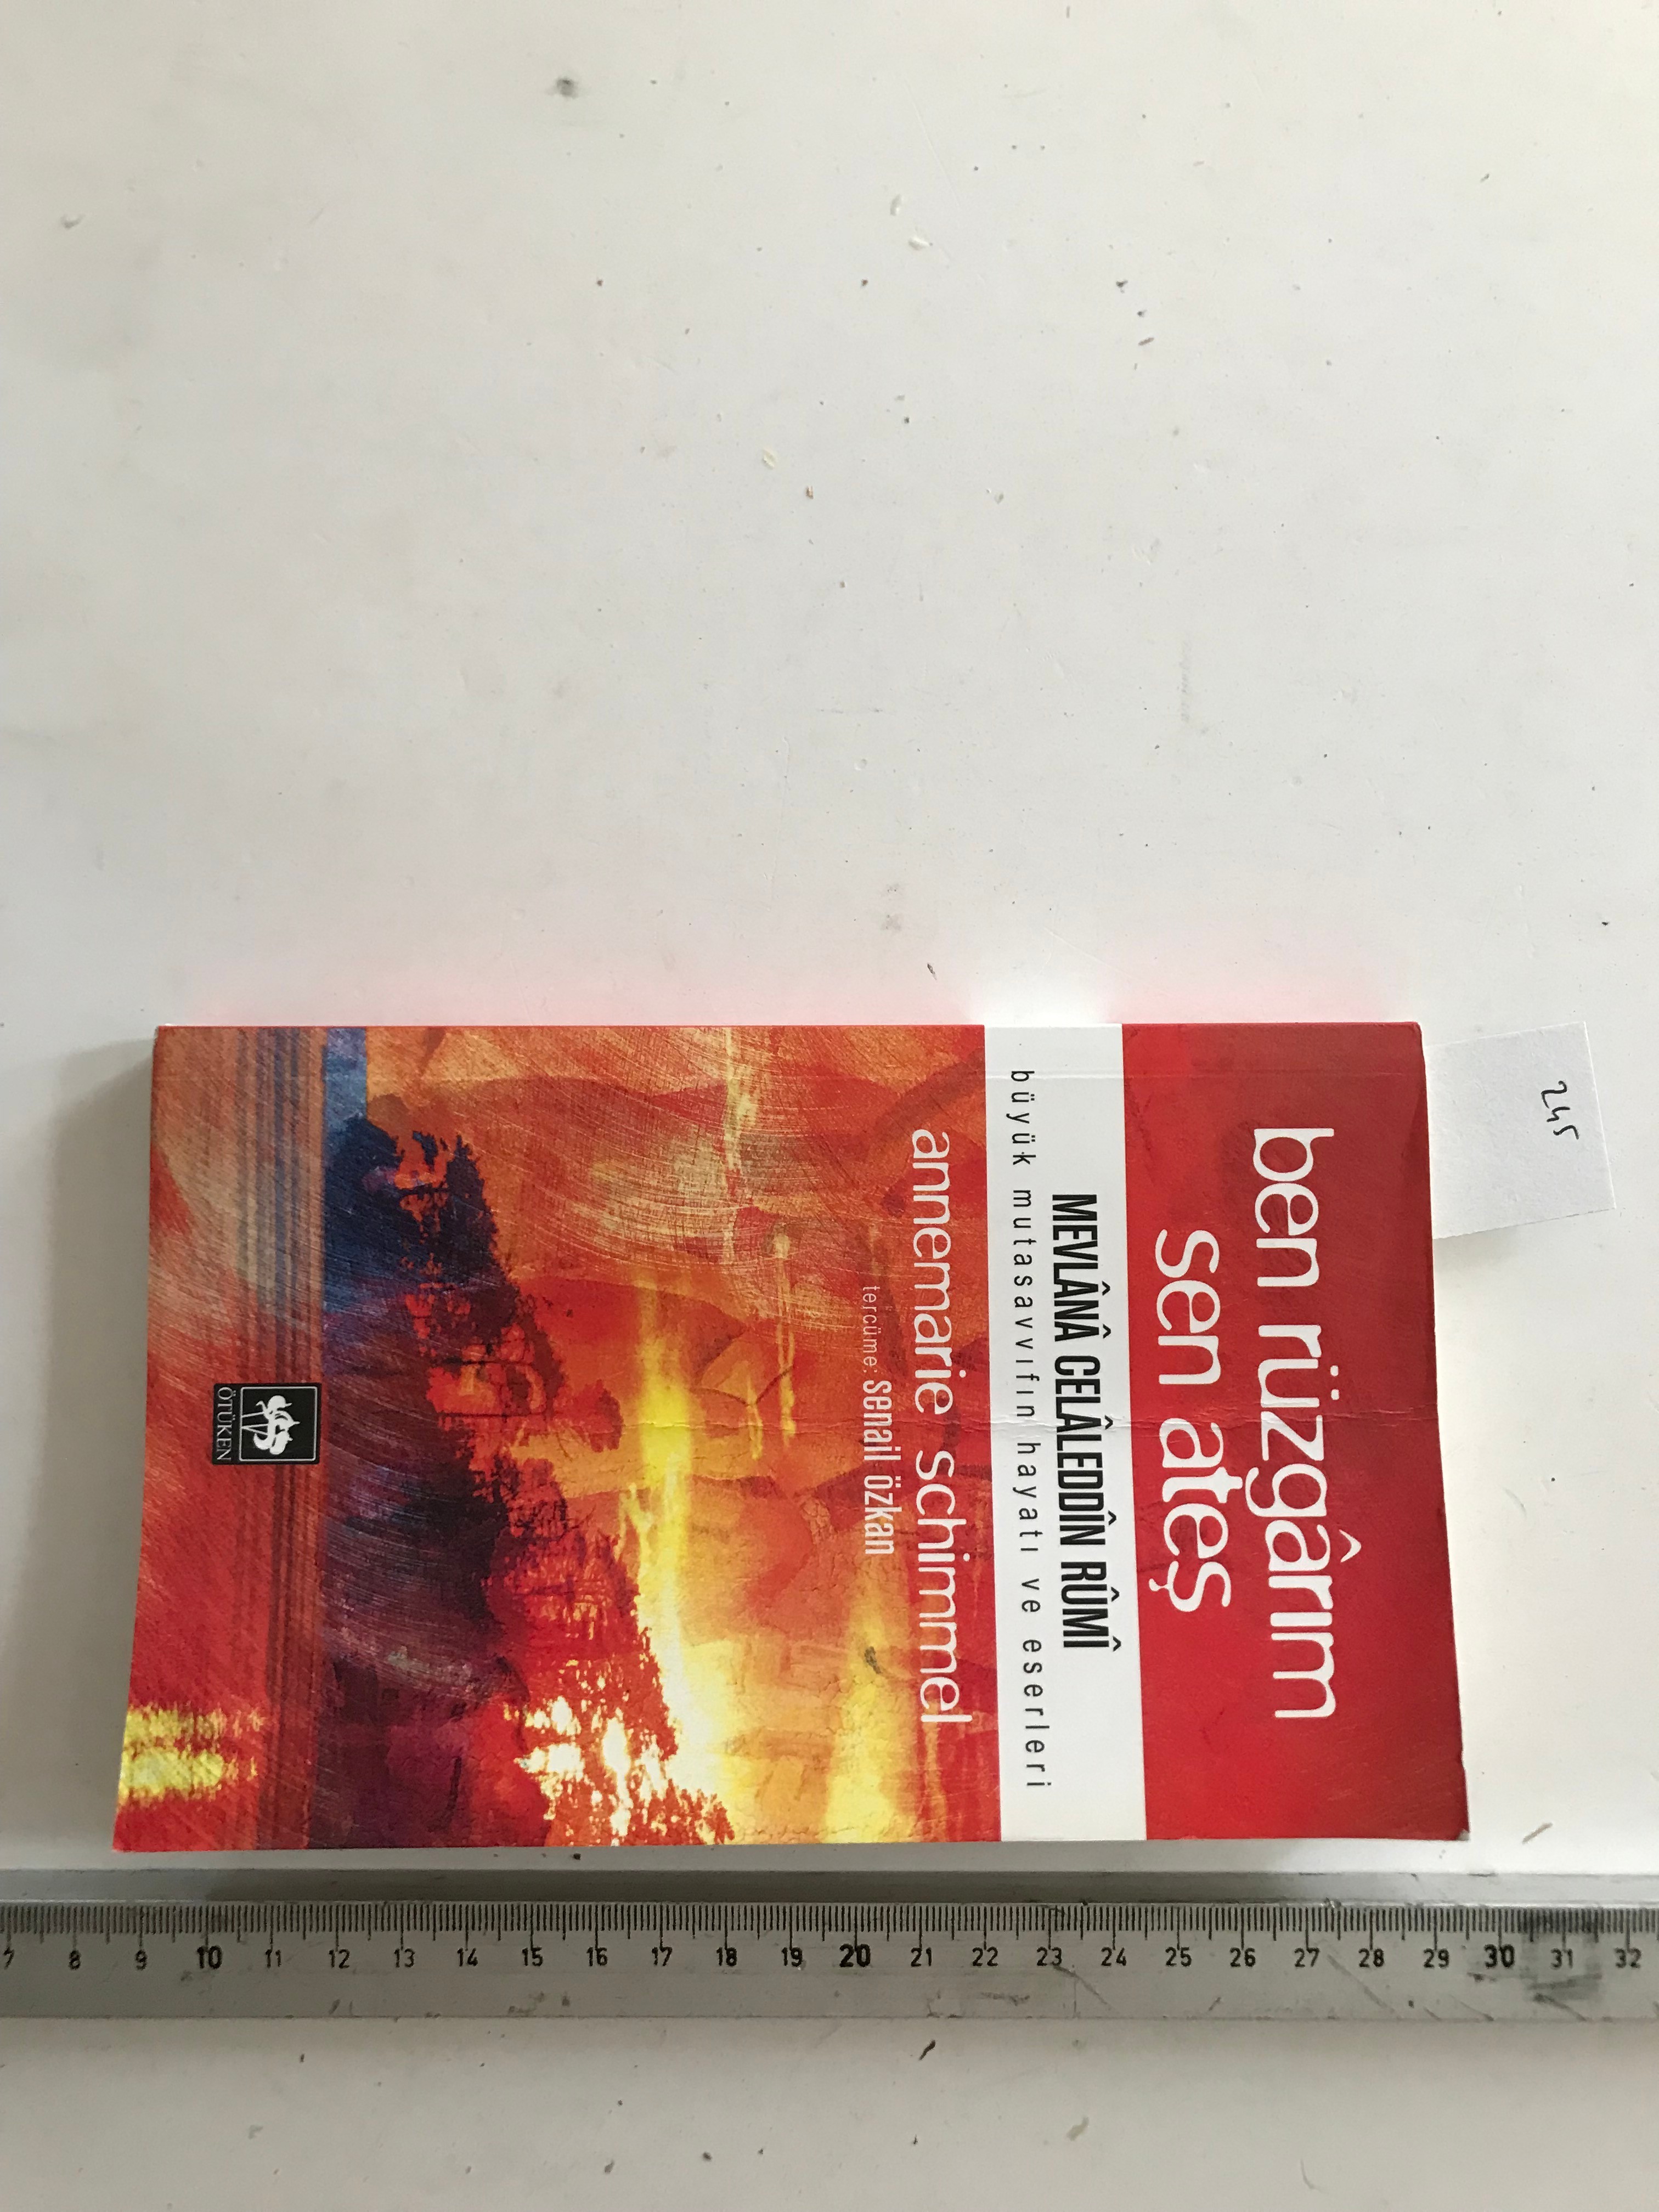 245
ben rüzgârım
sen ateş
MEVLÂNÂ CELÂLEDDÎN RÛMÎ
büyük mutasavvıfın hayatı ve eserleri
annemarie schimmel
tercüme: senail özkan
ÖTÜKEN
7 8 9 10 11 12 13 14 15 16 17 18 19 20 21 22 23 24 25 26 27 28 29 30 31 32